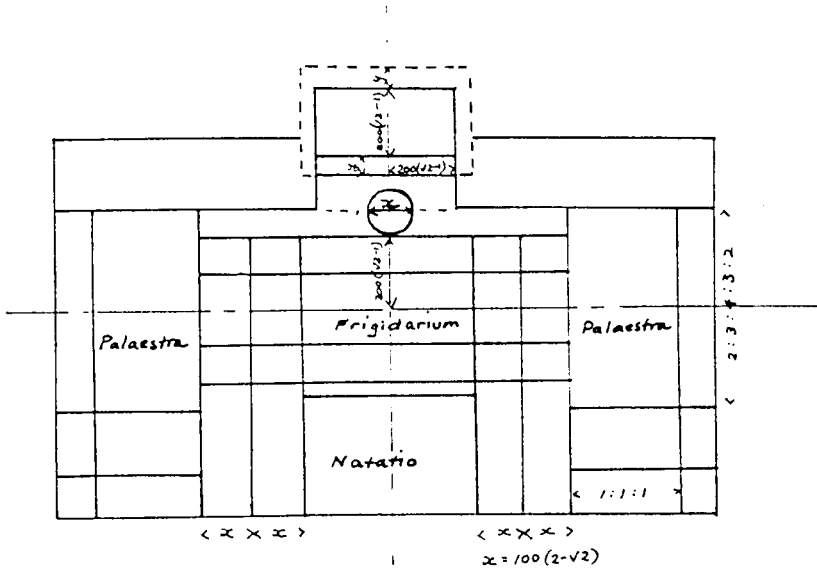 y
200(√2-1)
x
200(√2-1)
x
200(√2-1)
Frigidarium
Palaestra
Palaestra
2:3:4:3:2
Natatio
1:1:1
x x
x x
x = 100(2-√2)